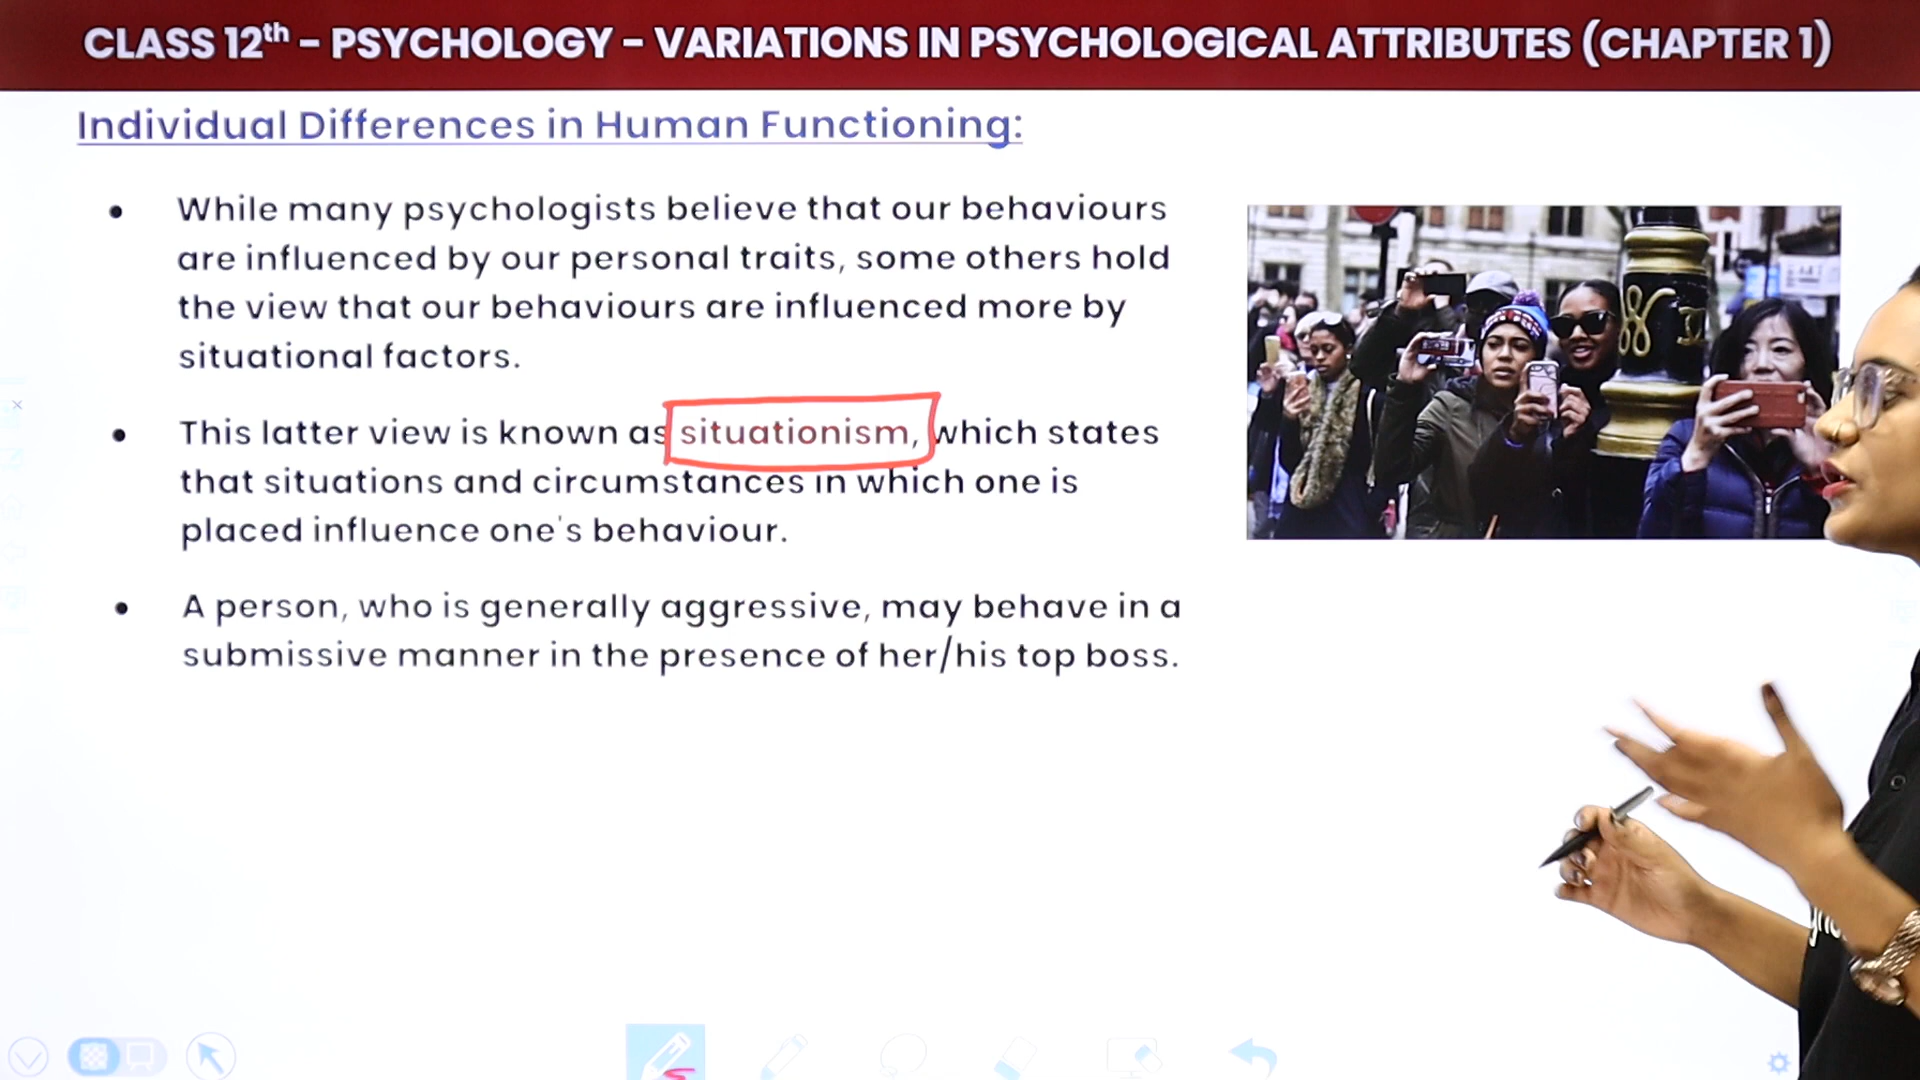 CLASS 12th - PSYCHOLOGY - VARIATIONS IN PSYCHOLOGICAL ATTRIBUTES (CHAPTER 1)
Individual Differences in Human Functioning:
• While many psychologists believe that our behaviours
are influenced by our personal traits, some others hold
the view that our behaviours are influenced more by
situational factors.
• This latter view is known as situationism, which states
that situations and circumstances in which one is
placed influence one's behaviour.
• A person, who is generally aggressive, may behave in a
submissive manner in the presence of her/his top boss.